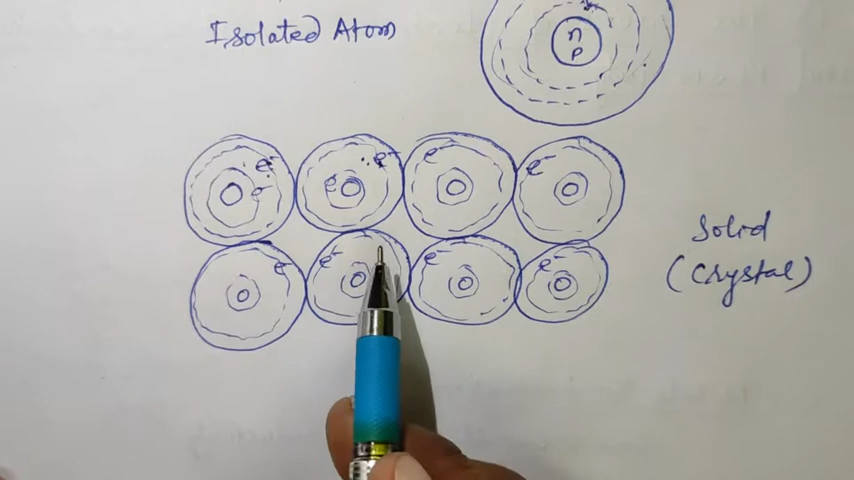 Isolated Atom
n
p
e⁻ e⁻ e⁻ e⁻
e⁻ e
e⁻ e⁻ e⁻ e⁻
Solid
(Crystal)